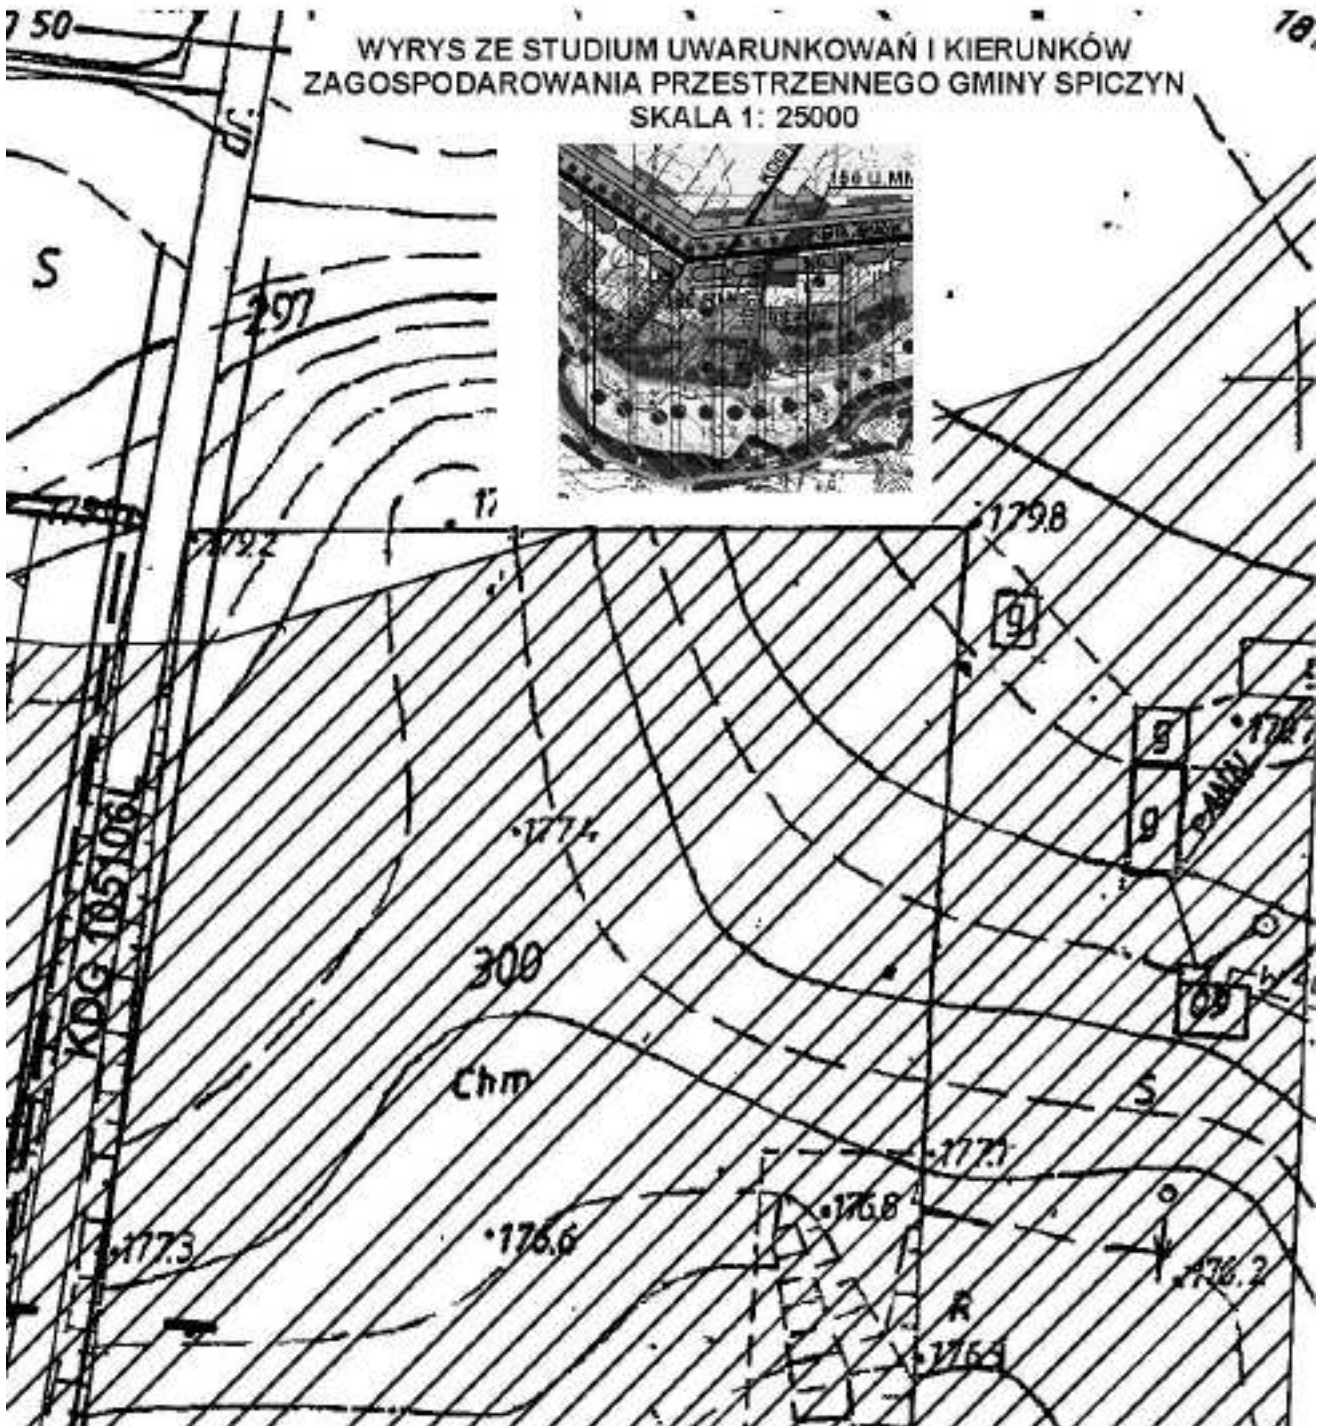 50
WYRYS ZE STUDIUM UWARUNKOWAŃ I KIERUNKÓW
ZAGOSPODAROWANIA PRZESTRZENNEGO GMINY SPICZYN
SKALA 1: 25000
S
297
179.8
179.2
g
g
g
177.4
KDG 105106L
300
Chm
S
177.1
176.8
177.3
176.6
176.2
R